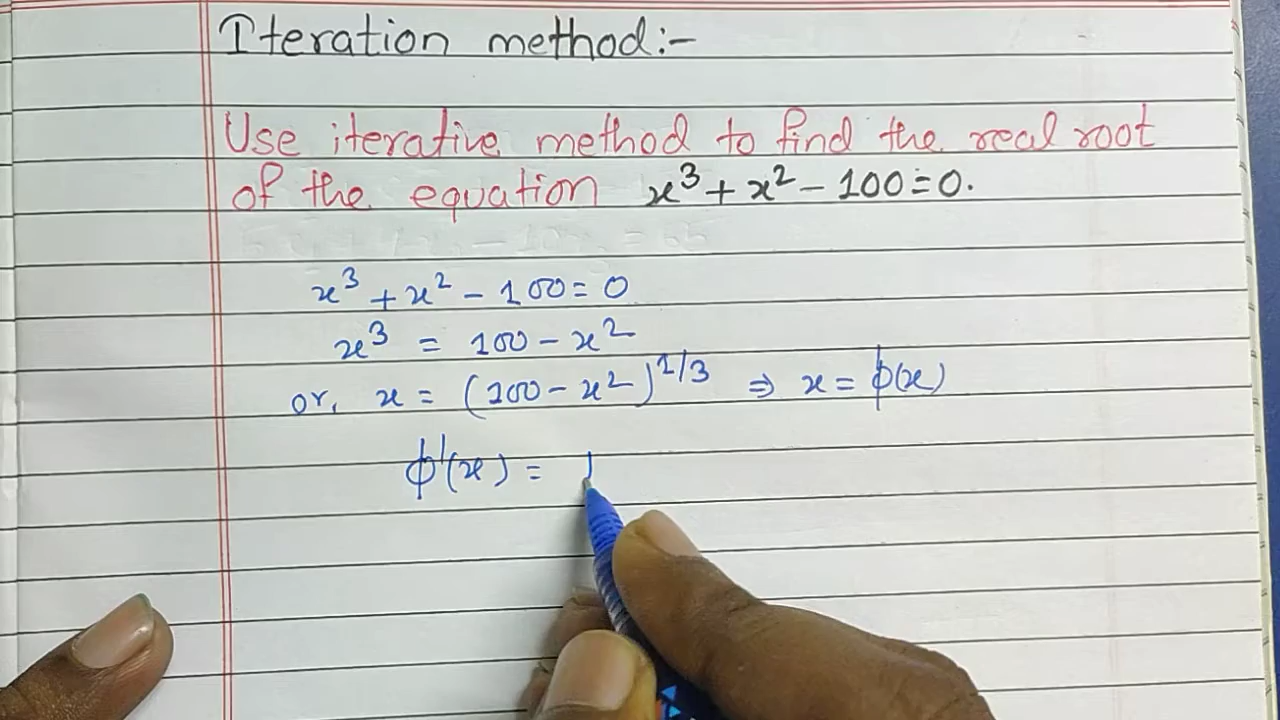 Iteration method:-
Use iterative method to find the real root
of the equation x³ + x² - 100 = 0.
x³ + x² - 100 = 0
x³ = 100 - x²
or, x = (100 - x²)^1/3 ⇒ x = ϕ(x)
ϕ'(x) =